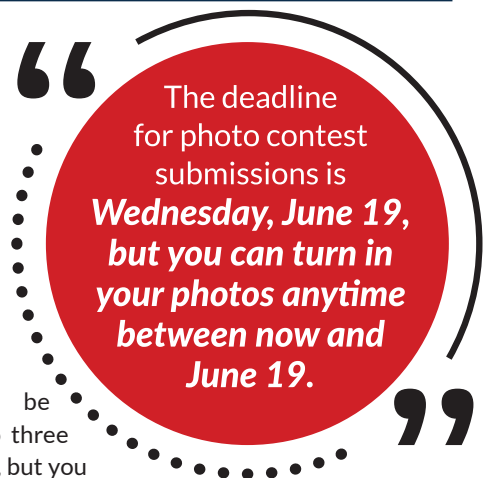 “
The deadline
for photo contest
submissions is
Wednesday, June 19,
but you can turn in
your photos anytime
between now and
June 19.
”
be
three
, but you